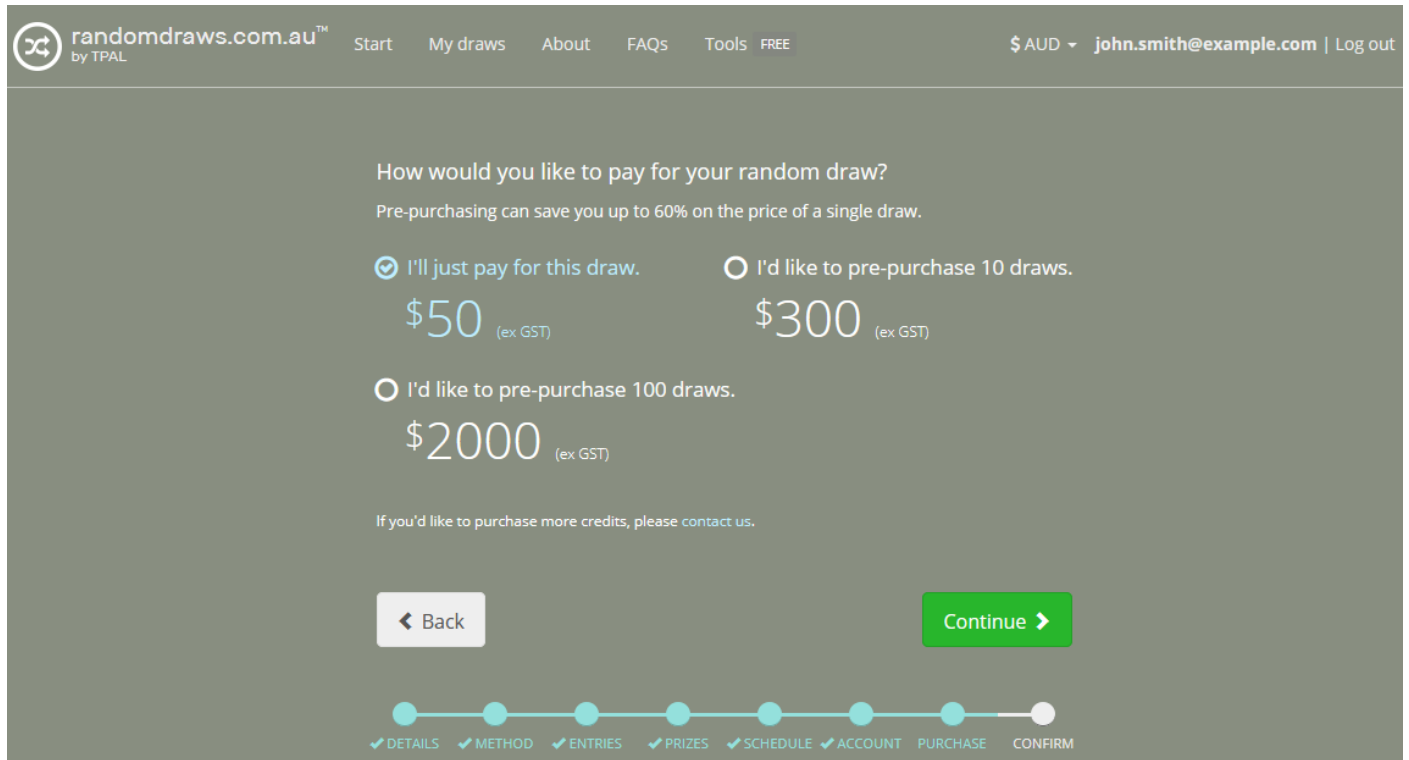 randomdraws.com.au™
by TPAL
Start My draws About FAQs Tools FREE $ AUD john.smith@example.com | Log out
How would you like to pay for your random draw?
Pre-purchasing can save you up to 60% on the price of a single draw.
I'll just pay for this draw. I'd like to pre-purchase 10 draws.
$50 (ex GST) $300 (ex GST)
I'd like to pre-purchase 100 draws.
$2000 (ex GST)
If you'd like to purchase more credits, please contact us.
Back Continue
DETAILS METHOD ENTRIES PRIZES SCHEDULE ACCOUNT PURCHASE CONFIRM